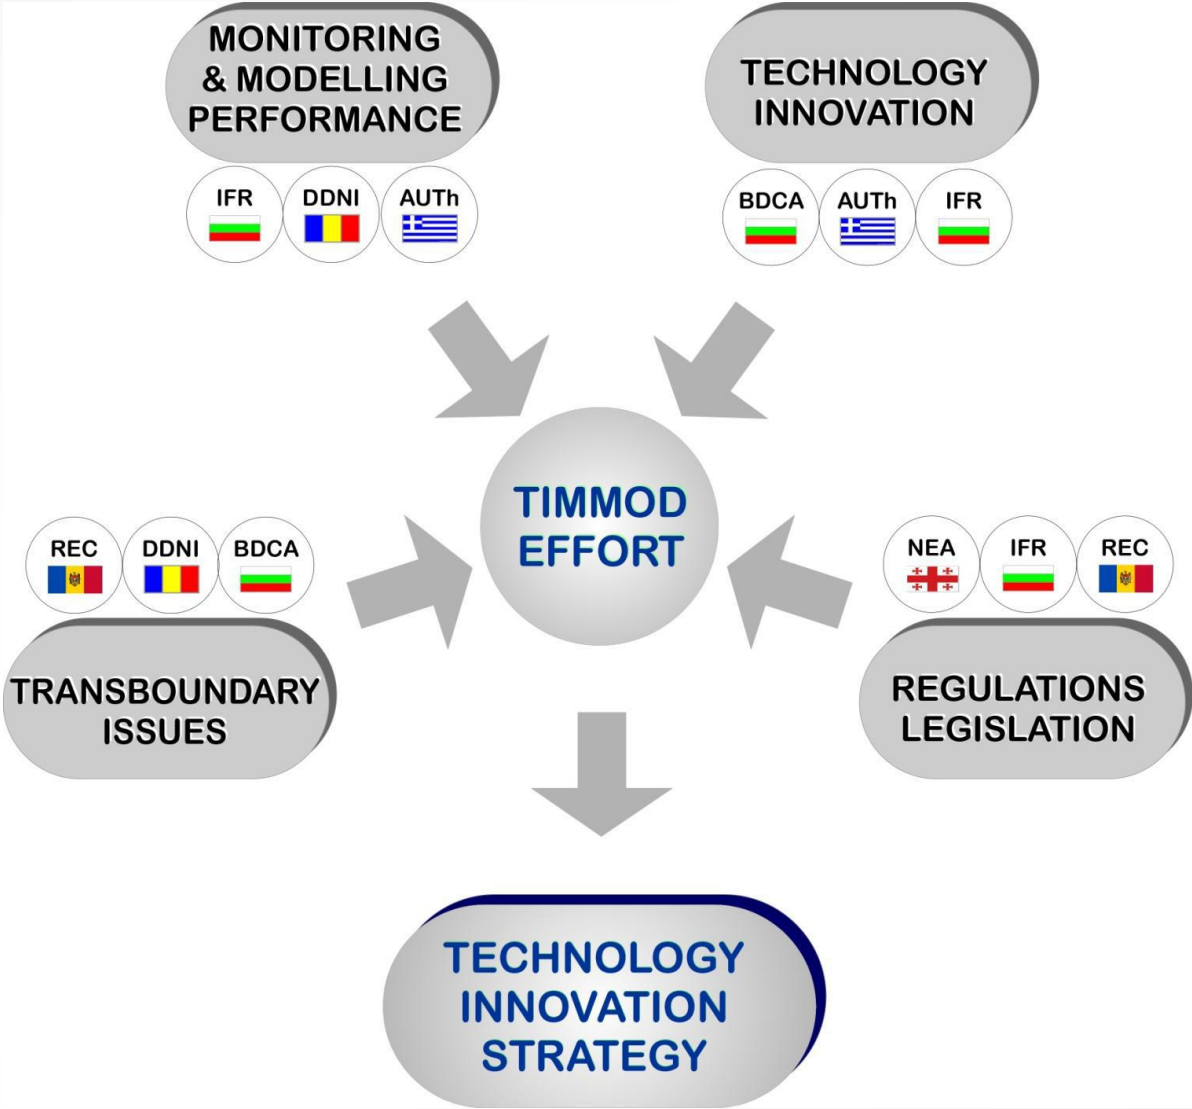 MONITORING
& MODELLING
PERFORMANCE
IFR DDNI AUTh
TECHNOLOGY
INNOVATION
BDCA AUTh IFR
TIMMOD
EFFORT
REC DDNI BDCA
TRANSBOUNDARY
ISSUES
NEA IFR REC
REGULATIONS
LEGISLATION
TECHNOLOGY
INNOVATION
STRATEGY